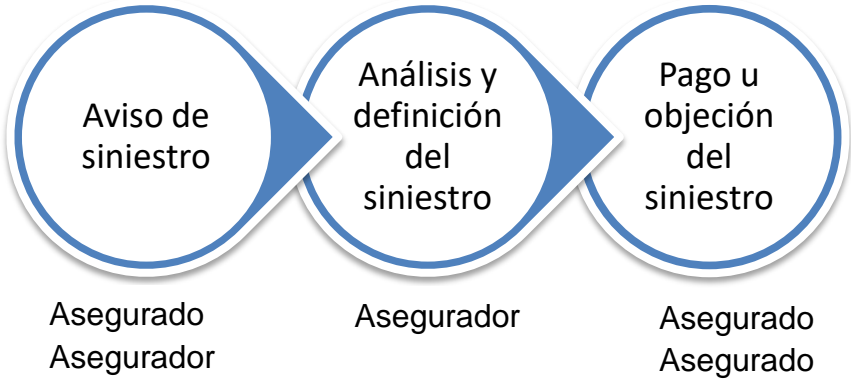 Aviso de
siniestro
Análisis y
definición
del
siniestro
Pago u
objeción
del
siniestro
Asegurado
Asegurador
Asegurador
Asegurado
Asegurado